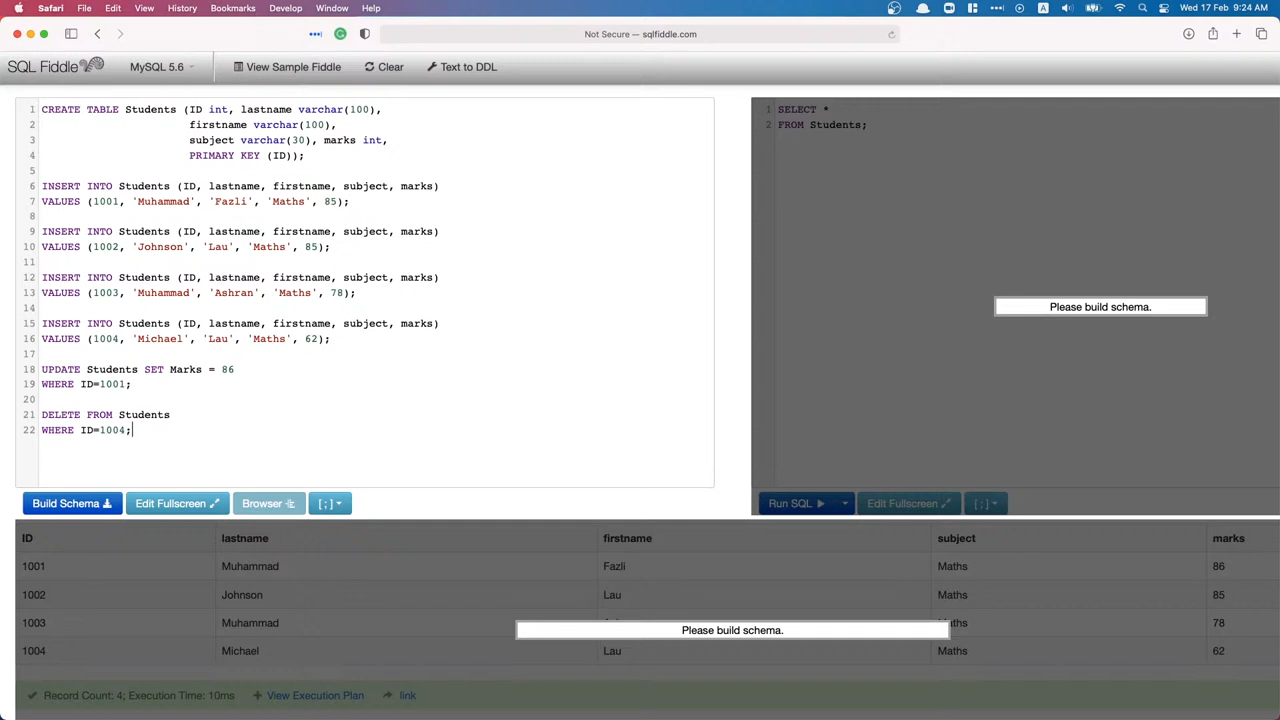 Safari File Edit View History Bookmarks Develop Window Help A Wed 17 Feb 9:24 AM
Not Secure — sqlfiddle.com
SQL Fiddle MySQL 5.6 View Sample Fiddle Clear Text to DDL
1 CREATE TABLE Students (ID int, lastname varchar(100),
2 firstname varchar(100),
3 subject varchar(30), marks int,
4 PRIMARY KEY (ID));
5
6 INSERT INTO Students (ID, lastname, firstname, subject, marks)
7 VALUES (1001, 'Muhammad', 'Fazli', 'Maths', 85);
8
9 INSERT INTO Students (ID, lastname, firstname, subject, marks)
10 VALUES (1002, 'Johnson', 'Lau', 'Maths', 85);
11
12 INSERT INTO Students (ID, lastname, firstname, subject, marks)
13 VALUES (1003, 'Muhammad', 'Ashran', 'Maths', 78);
14
15 INSERT INTO Students (ID, lastname, firstname, subject, marks)
16 VALUES (1004, 'Michael', 'Lau', 'Maths', 62);
17
18 UPDATE Students SET Marks = 86
19 WHERE ID=1001;
20
21 DELETE FROM Students
22 WHERE ID=1004;
1 SELECT *
2 FROM Students;
Please build schema.
Build Schema Edit Fullscreen Browser [ ; ]
Run SQL Edit Fullscreen [ ; ]
ID lastname firstname subject marks
1001 Muhammad Fazli Maths 86
1002 Johnson Lau Maths 85
1003 Muhammad Maths 78
Please build schema.
1004 Michael Lau Maths 62
Record Count: 4; Execution Time: 10ms View Execution Plan link